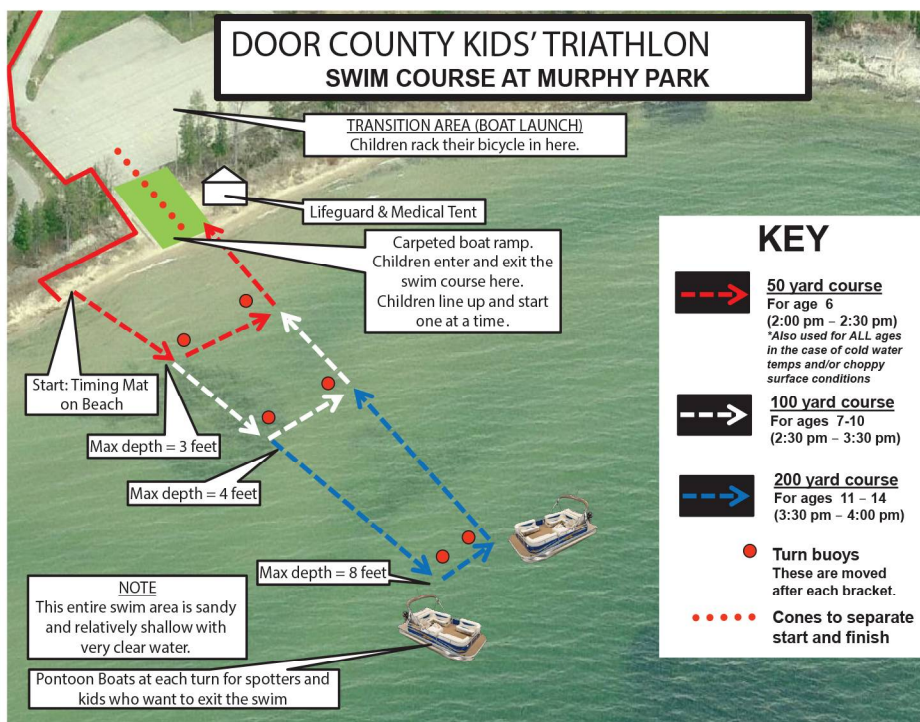 DOOR COUNTY KIDS' TRIATHLON
SWIM COURSE AT MURPHY PARK
TRANSITION AREA (BOAT LAUNCH)
Children rack their bicycle in here.
Lifeguard & Medical Tent
Carpeted boat ramp.
Children enter and exit the
swim course here.
Children line up and start
one at a time.
Start: Timing Mat
on Beach
Max depth = 3 feet
Max depth = 4 feet
Max depth = 8 feet
NOTE
This entire swim area is sandy
and relatively shallow with
very clear water.
Pontoon Boats at each turn for spotters and
kids who want to exit the swim
KEY
50 yard course
For age 6
(2:00 pm – 2:30 pm)
*Also used for ALL ages
in the case of cold water
temps and/or choppy
surface conditions
100 yard course
For ages 7-10
(2:30 pm – 3:30 pm)
200 yard course
For ages 11 – 14
(3:30 pm – 4:00 pm)
Turn buoys
These are moved
after each bracket.
Cones to separate
start and finish